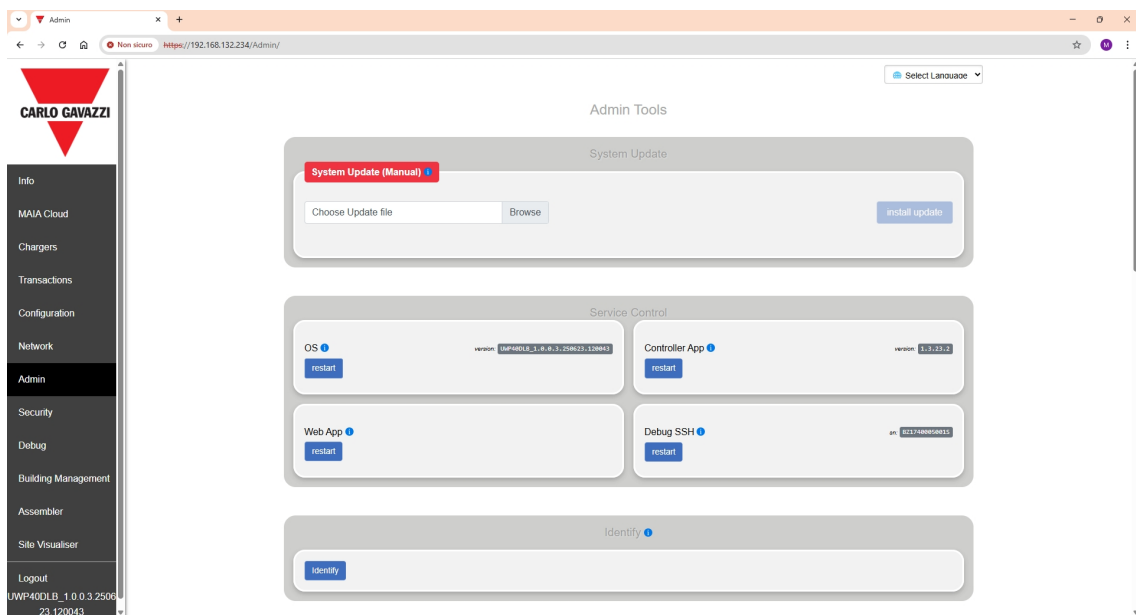 Admin
Non sicuro
https://192.168.132.234/Admin/
M
Select Language
CARLO GAVAZZI
Info
MAIA Cloud
Chargers
Transactions
Configuration
Network
Admin
Security
Debug
Building Management
Assembler
Site Visualiser
Logout
UWP40DLB_1.0.0.3.2506
23.120043
Admin Tools
System Update
System Update (Manual)
Choose Update file
Browse
install update
Service Control
OS
version: UWP40DLB_1.0.0.3.250623.120043
restart
Controller App
version: 1.3.23.2
restart
Web App
restart
Debug SSH
sn: BZ17400050015
restart
Identify
Identify